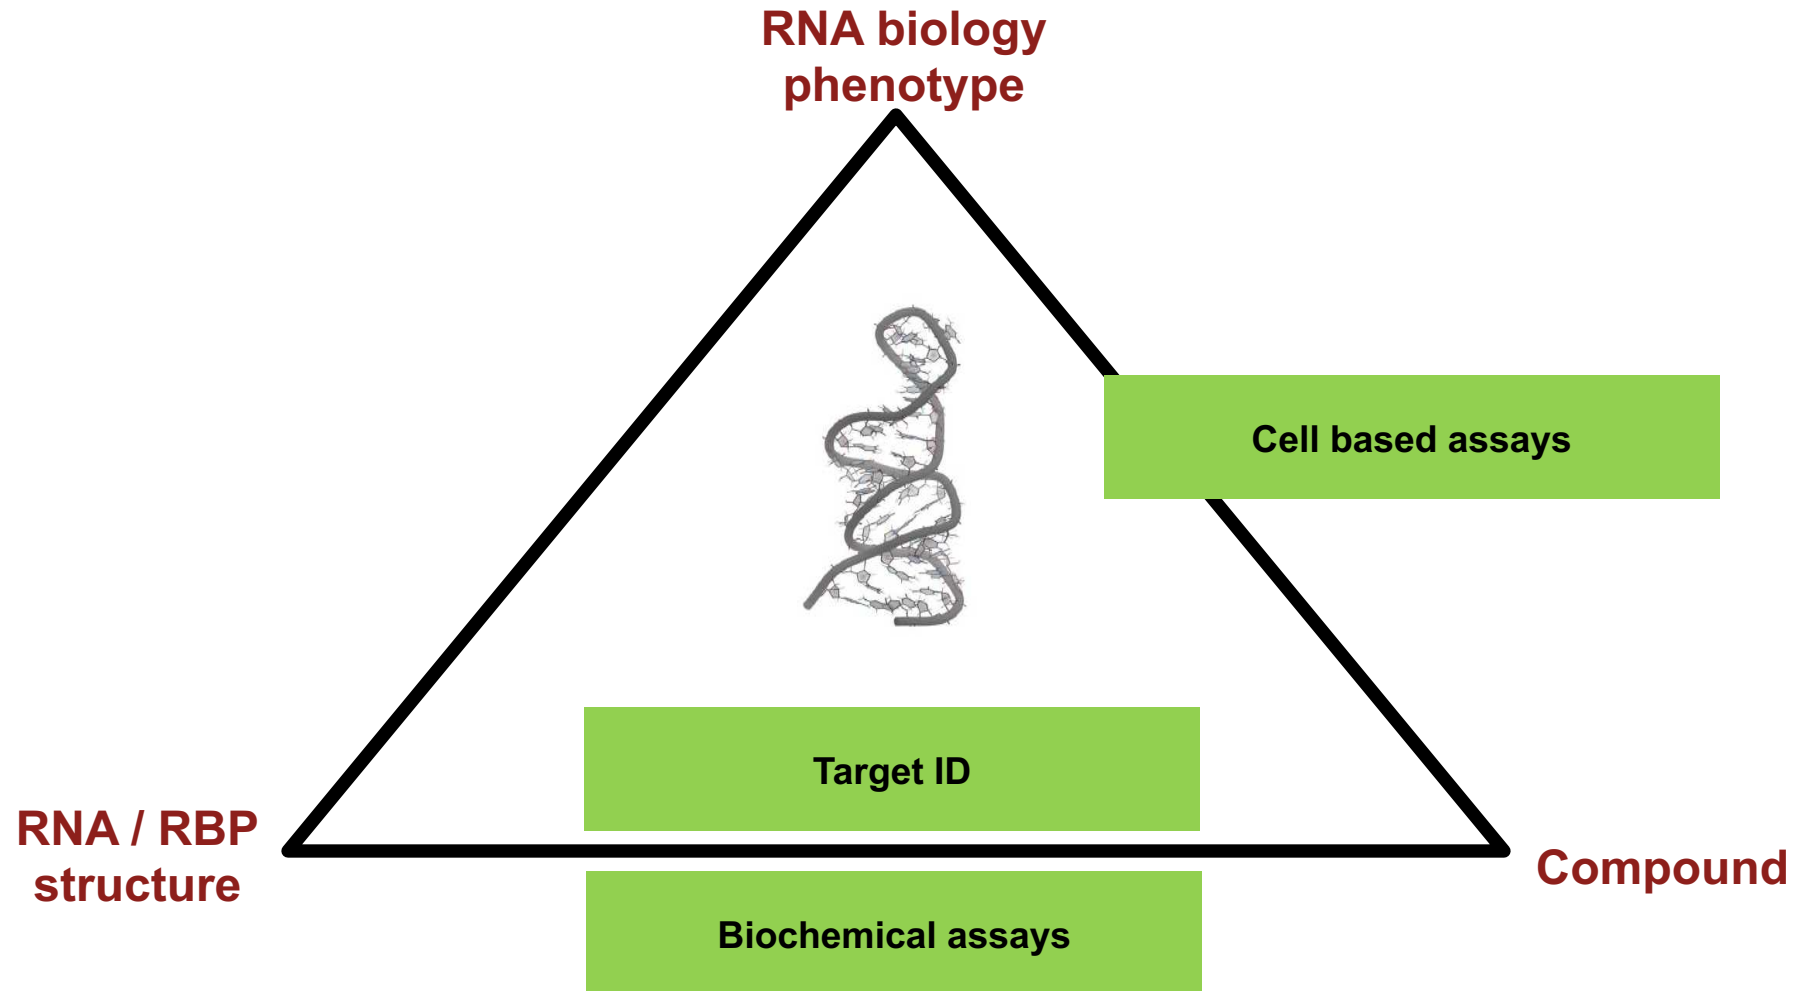 RNA biology
phenotype
Cell based assays
Target ID
RNA / RBP
structure
Compound
Biochemical assays